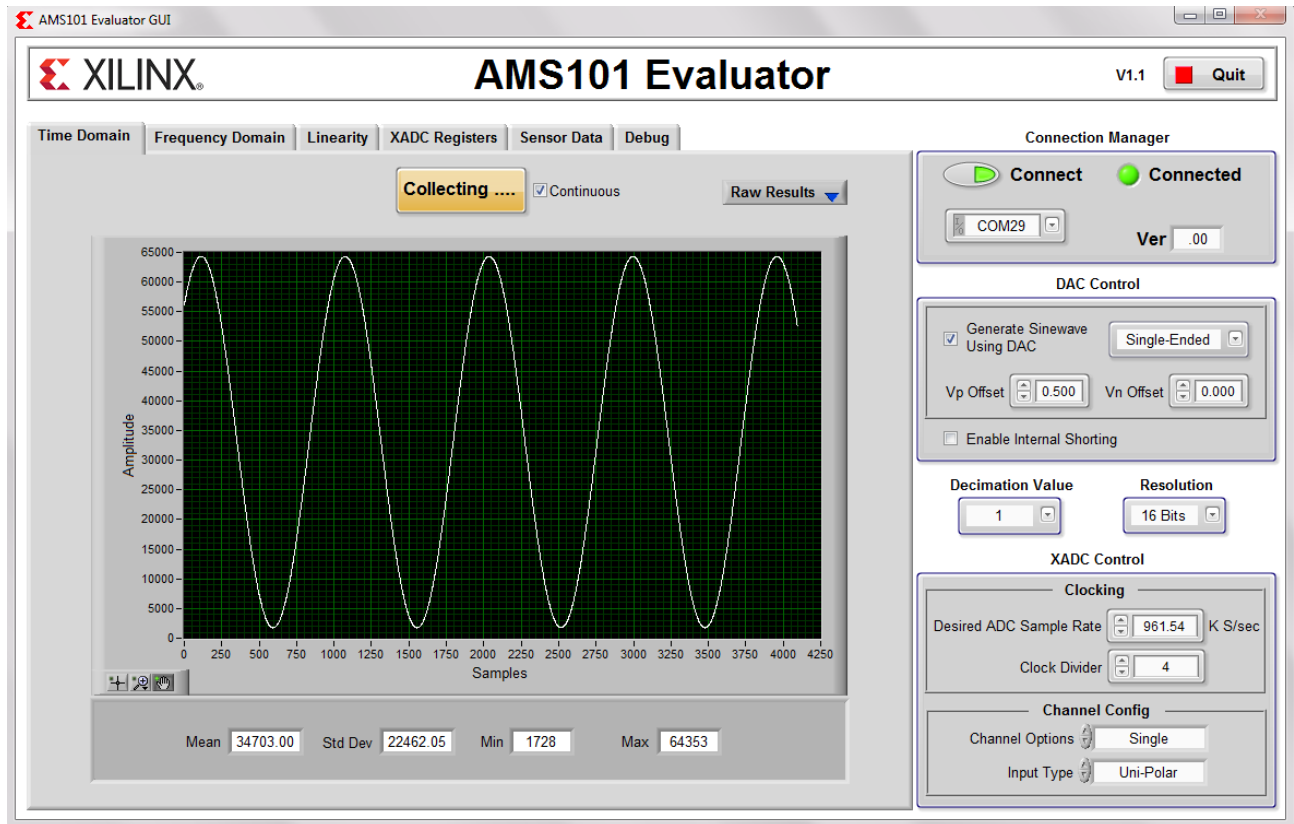 AMS101 Evaluator GUI
XILINX®
AMS101 Evaluator
V1.1
Quit
Time Domain Frequency Domain Linearity XADC Registers Sensor Data Debug
Collecting ....
Continuous
Raw Results
Amplitude
65000
60000
55000
50000
45000
40000
35000
30000
25000
20000
15000
10000
5000
0
0 250 500 750 1000 1250 1500 1750 2000 2250 2500 2750 3000 3250 3500 3750 4000 4250
Samples
Mean 34703.00 Std Dev 22462.05 Min 1728 Max 64353
Connection Manager
Connect Connected
I/O COM29
Ver .00
DAC Control
Generate Sinewave
Using DAC
Single-Ended
Vp Offset 0.500 Vn Offset 0.000
Enable Internal Shorting
Decimation Value Resolution
1 16 Bits
XADC Control
Clocking
Desired ADC Sample Rate 961.54 K S/sec
Clock Divider 4
Channel Config
Channel Options Single
Input Type Uni-Polar